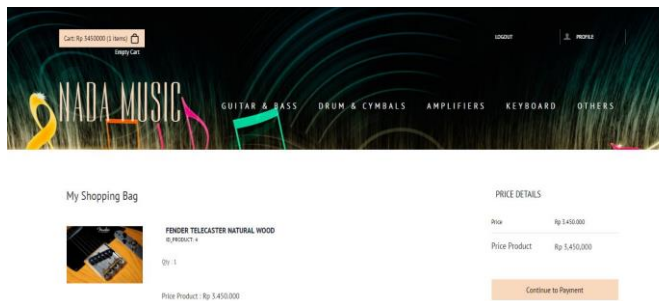 Cart: Rp 3450000 (1 Items)
Empty Cart
LOGOUT
PROFILE
NADA MUSIC
GUITAR & BASS DRUM & CYMBALS AMPLIFIERS KEYBOARD OTHERS
My Shopping Bag
FENDER TELECASTER NATURAL WOOD
ID_PRODUCT: 4
Qty : 1
Price Product : Rp 3.450.000
PRICE DETAILS
Price Rp 3.450.000
Price Product Rp 3,450,000
Continue to Payment